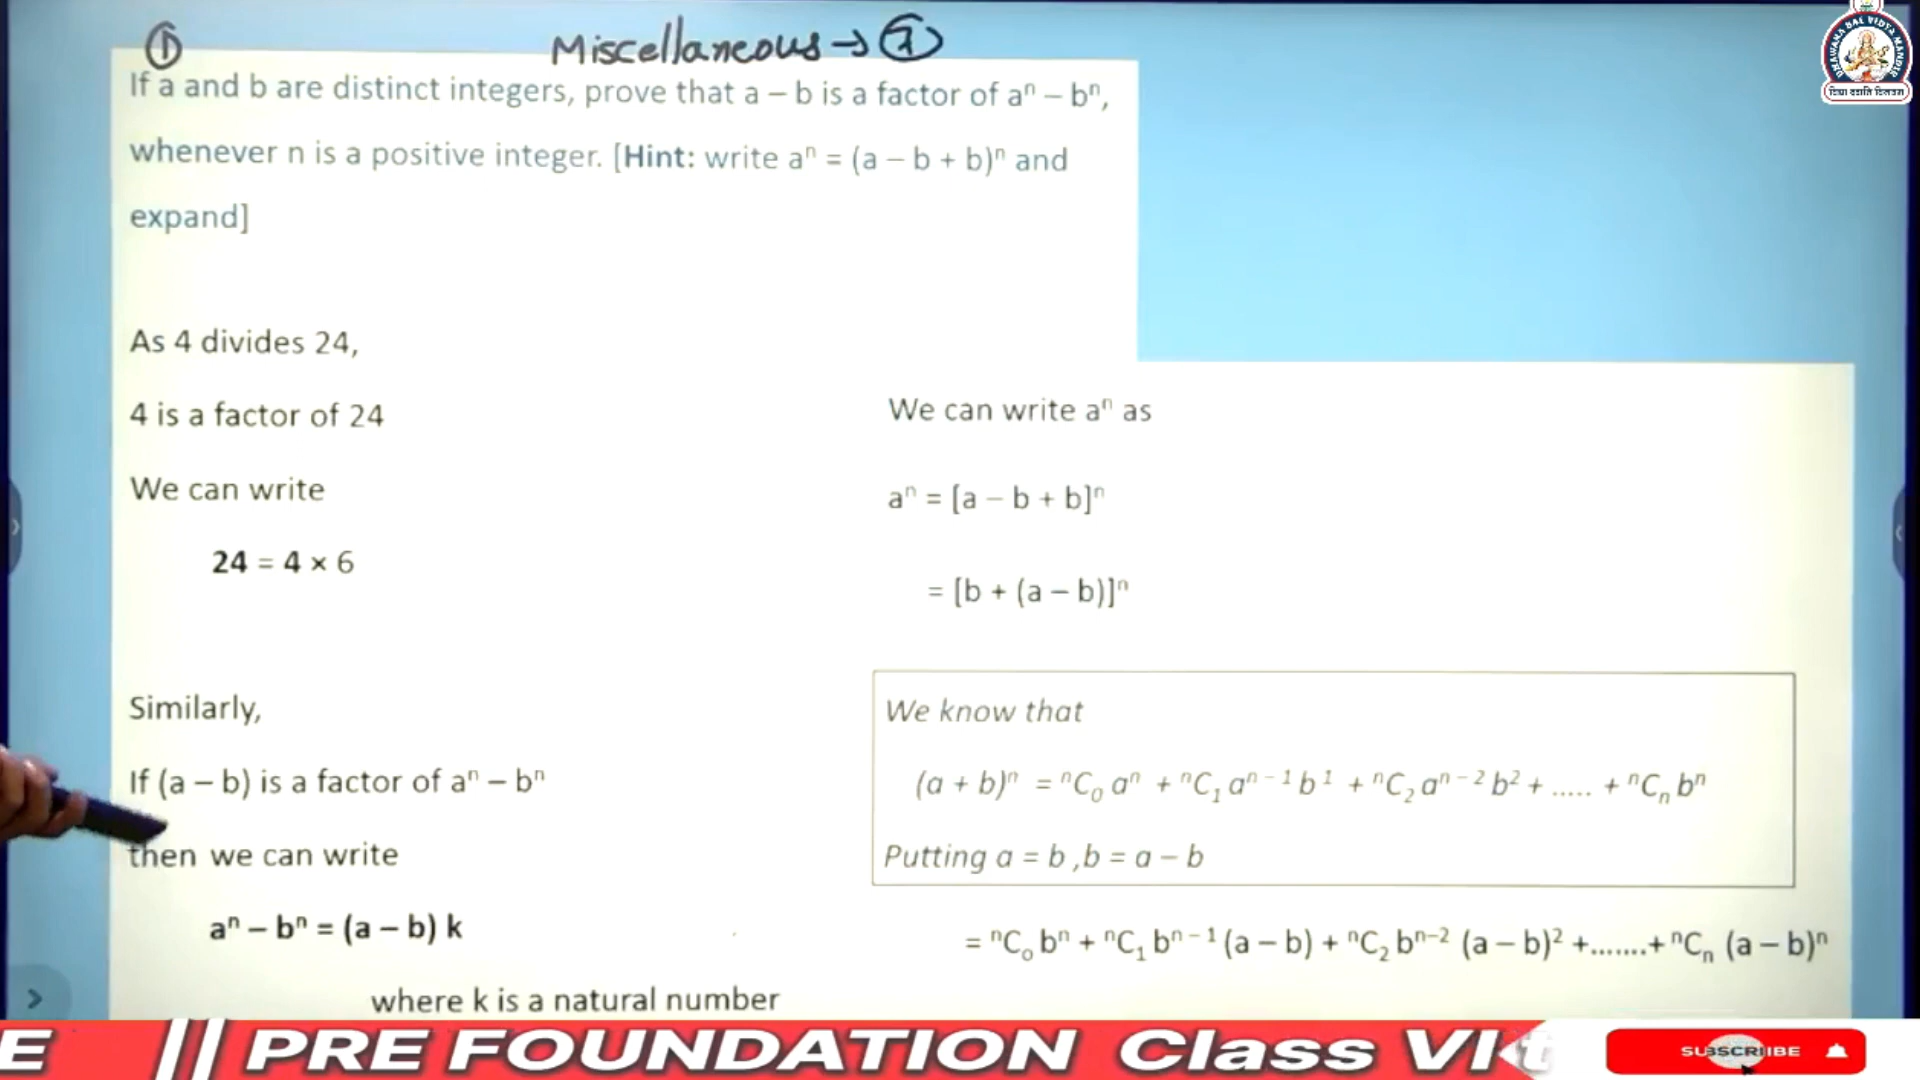 ① Miscellaneous → ⑦
If a and b are distinct integers, prove that a – b is a factor of aⁿ – bⁿ,
whenever n is a positive integer. [Hint: write aⁿ = (a – b + b)ⁿ and
expand]
As 4 divides 24,
4 is a factor of 24
We can write
24 = 4 × 6
Similarly,
If (a – b) is a factor of aⁿ – bⁿ
then we can write
aⁿ – bⁿ = (a – b) k
where k is a natural number
We can write aⁿ as
aⁿ = [a – b + b]ⁿ
= [b + (a – b)]ⁿ
We know that
(a + b)ⁿ = ⁿC₀ aⁿ + ⁿC₁ aⁿ⁻¹ b¹ + ⁿC₂ aⁿ⁻² b² + ..... + ⁿCₙ bⁿ
Putting a = b ,b = a – b
= ⁿC₀ bⁿ + ⁿC₁ bⁿ⁻¹ (a – b) + ⁿC₂ bⁿ⁻² (a – b)² +.......+ ⁿCₙ (a – b)ⁿ
BAL VIDYA MANDIR
E || PRE FOUNDATION Class VI t
SUBSCRIBE